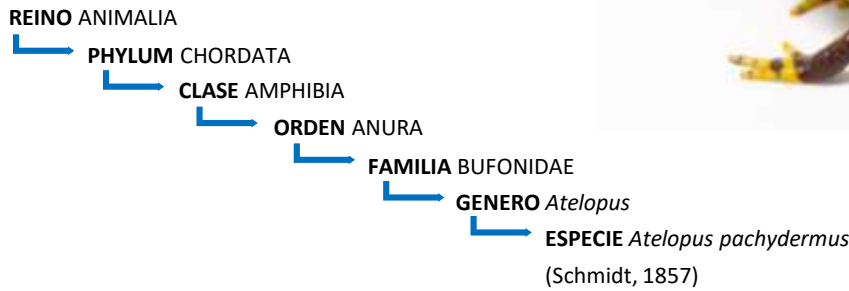 REINO ANIMALIA
PHYLUM CHORDATA
CLASE AMPHIBIA
ORDEN ANURA
FAMILIA BUFONIDAE
GENERO Atelopus
ESPECIE Atelopus pachydermus
(Schmidt, 1857)